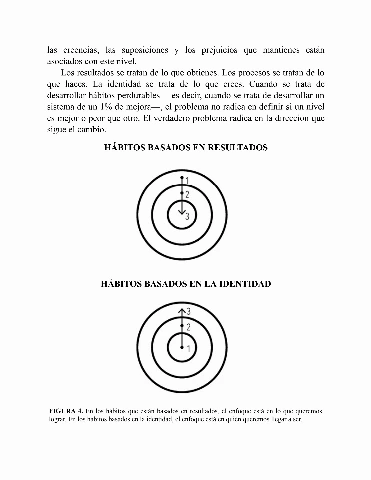 las creencias, las suposiciones y los prejuicios que mantienes están
asociados con este nivel.
Los resultados se tratan de lo que obtienes. Los procesos se tratan de lo
que haces. La identidad se trata de lo que crees. Cuando se trata de
desarrollar hábitos perdurables —es decir, cuando se trata de desarrollar un
sistema de un 1% de mejora—, el problema no radica en definir si un nivel
es mejor o peor que otro. El verdadero problema radica en la dirección que
sigue el cambio.
HÁBITOS BASADOS EN RESULTADOS
1
2
3
HÁBITOS BASADOS EN LA IDENTIDAD
3
2
1
FIGURA 4. En los hábitos que están basados en resultados, el enfoque está en lo que queremos
lograr. En los hábitos basados en la identidad, el enfoque está en quien queremos llegar a ser.